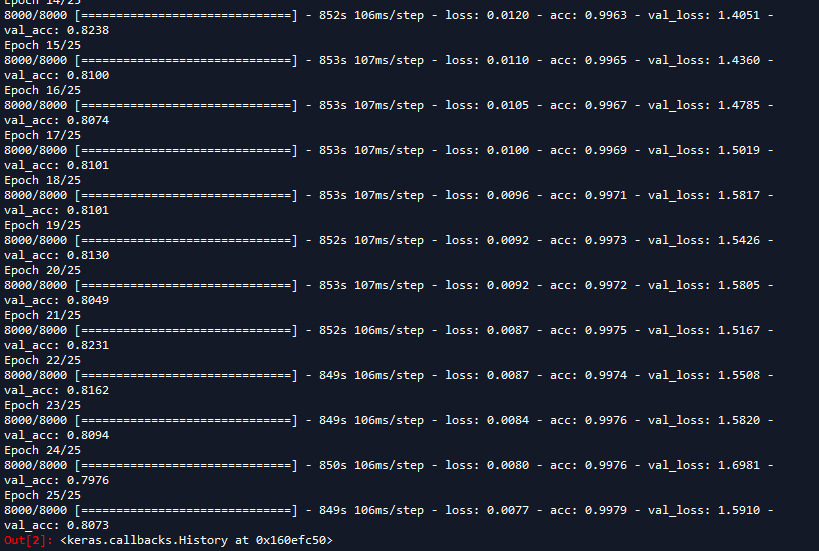 Epoch 14/25
8000/8000 [==============================] - 852s 106ms/step - loss: 0.0120 - acc: 0.9963 - val_loss: 1.4051 -
val_acc: 0.8238
Epoch 15/25
8000/8000 [==============================] - 853s 107ms/step - loss: 0.0110 - acc: 0.9965 - val_loss: 1.4360 -
val_acc: 0.8100
Epoch 16/25
8000/8000 [==============================] - 853s 107ms/step - loss: 0.0105 - acc: 0.9967 - val_loss: 1.4785 -
val_acc: 0.8074
Epoch 17/25
8000/8000 [==============================] - 853s 107ms/step - loss: 0.0100 - acc: 0.9969 - val_loss: 1.5019 -
val_acc: 0.8101
Epoch 18/25
8000/8000 [==============================] - 853s 107ms/step - loss: 0.0096 - acc: 0.9971 - val_loss: 1.5817 -
val_acc: 0.8101
Epoch 19/25
8000/8000 [==============================] - 852s 107ms/step - loss: 0.0092 - acc: 0.9973 - val_loss: 1.5426 -
val_acc: 0.8130
Epoch 20/25
8000/8000 [==============================] - 853s 107ms/step - loss: 0.0092 - acc: 0.9972 - val_loss: 1.5805 -
val_acc: 0.8049
Epoch 21/25
8000/8000 [==============================] - 852s 106ms/step - loss: 0.0087 - acc: 0.9975 - val_loss: 1.5167 -
val_acc: 0.8231
Epoch 22/25
8000/8000 [==============================] - 849s 106ms/step - loss: 0.0087 - acc: 0.9974 - val_loss: 1.5508 -
val_acc: 0.8162
Epoch 23/25
8000/8000 [==============================] - 849s 106ms/step - loss: 0.0084 - acc: 0.9976 - val_loss: 1.5820 -
val_acc: 0.8094
Epoch 24/25
8000/8000 [==============================] - 850s 106ms/step - loss: 0.0080 - acc: 0.9976 - val_loss: 1.6981 -
val_acc: 0.7976
Epoch 25/25
8000/8000 [==============================] - 849s 106ms/step - loss: 0.0077 - acc: 0.9979 - val_loss: 1.5910 -
val_acc: 0.8073
Out[2]: <keras.callbacks.History at 0x160efc50>